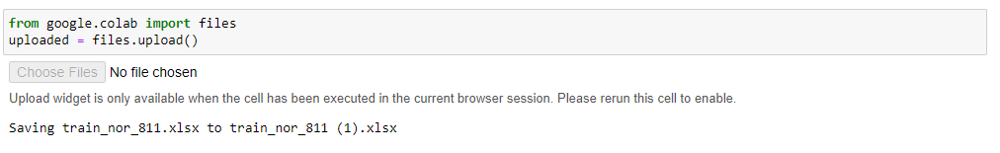 from google.colab import files
uploaded = files.upload()
Choose Files No file chosen
Upload widget is only available when the cell has been executed in the current browser session. Please rerun this cell to enable.
Saving train_nor_811.xlsx to train_nor_811 (1).xlsx